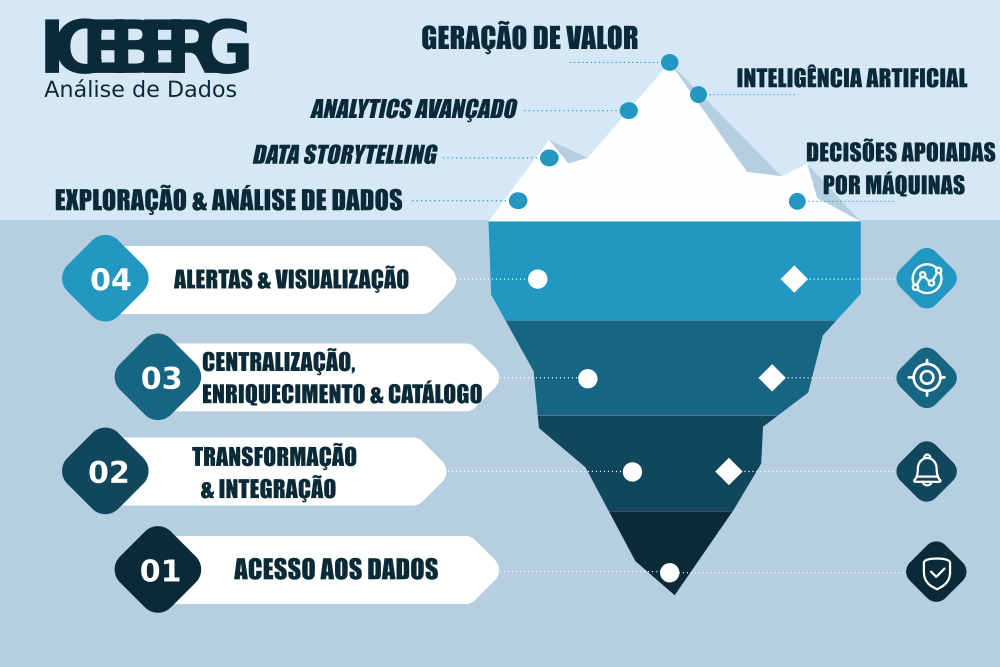 ICEBERG
Análise de Dados
GERAÇÃO DE VALOR
INTELIGÊNCIA ARTIFICIAL
ANALYTICS AVANÇADO
DATA STORYTELLING
DECISÕES APOIADAS
POR MÁQUINAS
EXPLORAÇÃO & ANÁLISE DE DADOS
04 ALERTAS & VISUALIZAÇÃO
03 CENTRALIZAÇÃO,
ENRIQUECIMENTO & CATÁLOGO
02 TRANSFORMAÇÃO
& INTEGRAÇÃO
01 ACESSO AOS DADOS